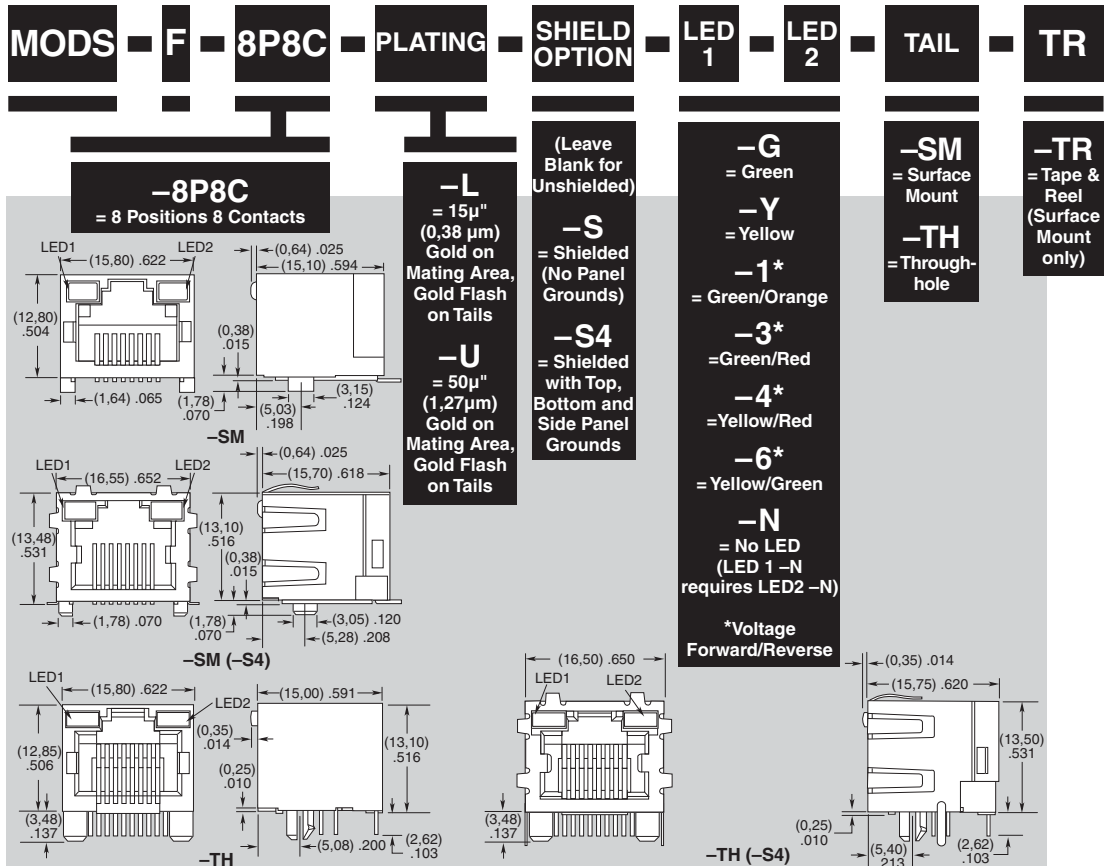 MODS - F - 8P8C - PLATING - SHIELD OPTION - LED 1 - LED 2 - TAIL - TR
–8P8C
= 8 Positions 8 Contacts
–L
= 15µ"
(0,38 µm)
Gold on
Mating Area,
Gold Flash
on Tails
–U
= 50µ"
(1,27µm)
Gold on
Mating Area,
Gold Flash
on Tails
(Leave
Blank for
Unshielded)
–S
= Shielded
(No Panel
Grounds)
–S4
= Shielded
with Top,
Bottom and
Side Panel
Grounds
–G
= Green
–Y
= Yellow
–1*
= Green/Orange
–3*
=Green/Red
–4*
=Yellow/Red
–6*
= Yellow/Green
–N
= No LED
(LED 1 –N
requires LED2 –N)
*Voltage
Forward/Reverse
–SM
= Surface
Mount
–TH
=Through-
hole
–TR
= Tape &
Reel
(Surface
Mount
only)
LED1
LED2
(15,80) .622
(12,80)
.504
(1,64) .065
(1,78)
.070
(0,64) .025
(15,10) .594
(0,38)
.015
(3,15)
.124
(5,03)
.198
–SM
LED1
LED2
(16,55) .652
(13,48)
.531
(1,78) .070
(1,78)
.070
(0,64) .025
(15,70) .618
(13,10)
.516
(0,38)
.015
(3,05) .120
(5,28) .208
–SM (–S4)
LED1
LED2
(15,80) .622
(12,85)
.506
(3,48)
.137
(15,00) .591
(0,35)
.014
(13,10)
.516
(0,25)
.010
(5,08) .200
(2,62)
.103
–TH
(16,50) .650
LED1
LED2
(3,48)
.137
(0,35) .014
(15,75) .620
(13,50)
.531
(0,25)
.010
(5,40)
.213
(2,62)
.103
–TH (–S4)